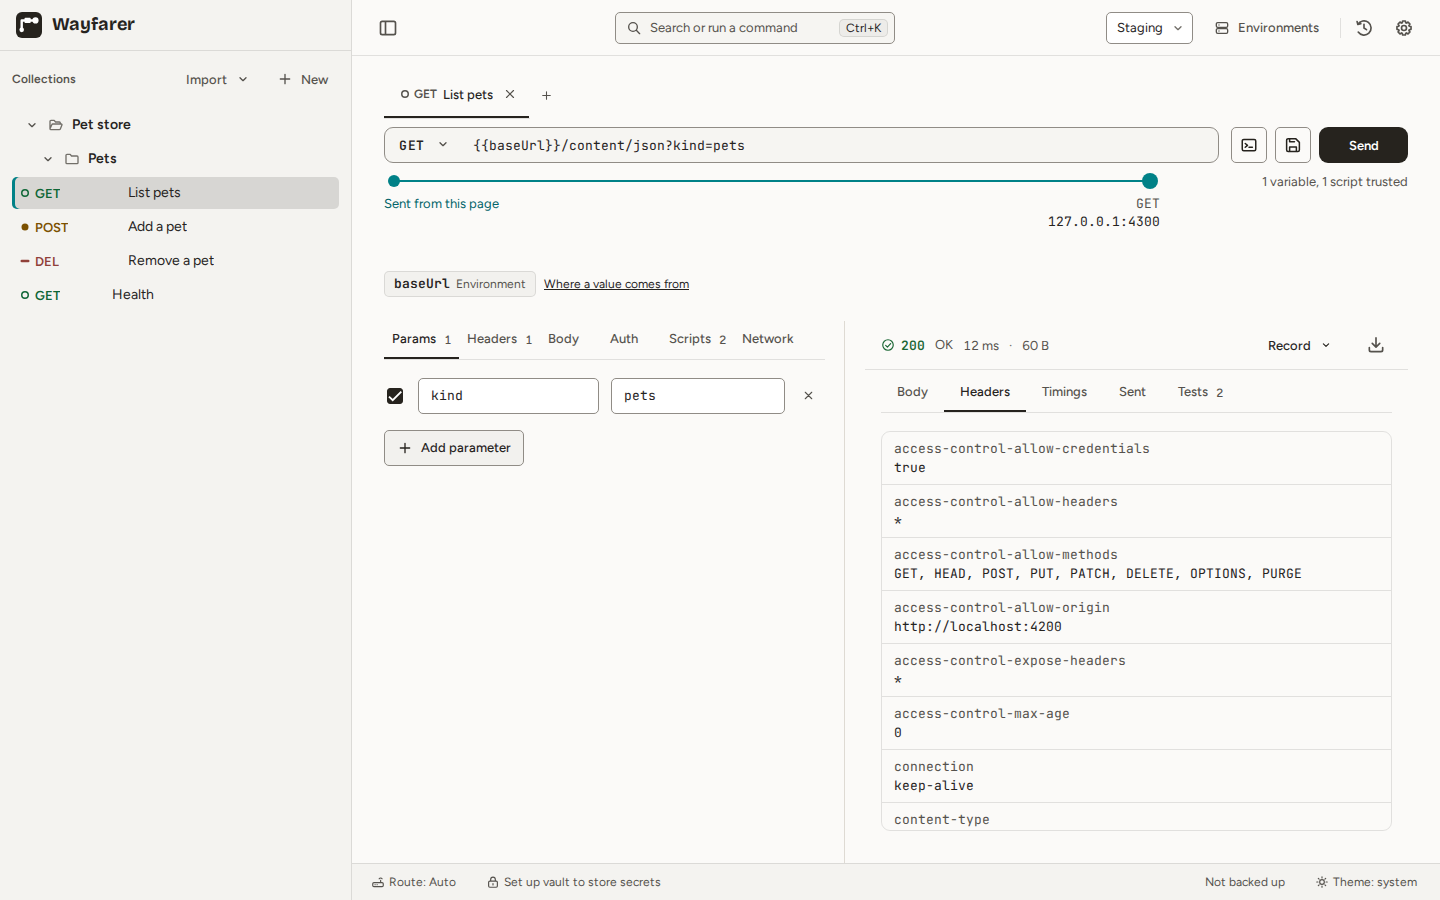 Wayfarer
Search or run a command Ctrl+K
Staging
Environments
Collections
Import
New
Pet store
Pets
GET List pets
POST Add a pet
DEL Remove a pet
GET Health
GET List pets
GET {{baseUrl}}/content/json?kind=pets
Send
Sent from this page
GET
127.0.0.1:4300
1 variable, 1 script trusted
baseUrl Environment
Where a value comes from
Params 1 Headers 1 Body Auth Scripts 2 Network
kind pets
Add parameter
200 OK 12 ms · 60 B
Record
Body Headers Timings Sent Tests 2
access-control-allow-credentials
true
access-control-allow-headers
*
access-control-allow-methods
GET, HEAD, POST, PUT, PATCH, DELETE, OPTIONS, PURGE
access-control-allow-origin
http://localhost:4200
access-control-expose-headers
*
access-control-max-age
0
connection
keep-alive
content-type
Route: Auto
Set up vault to store secrets
Not backed up
Theme: system